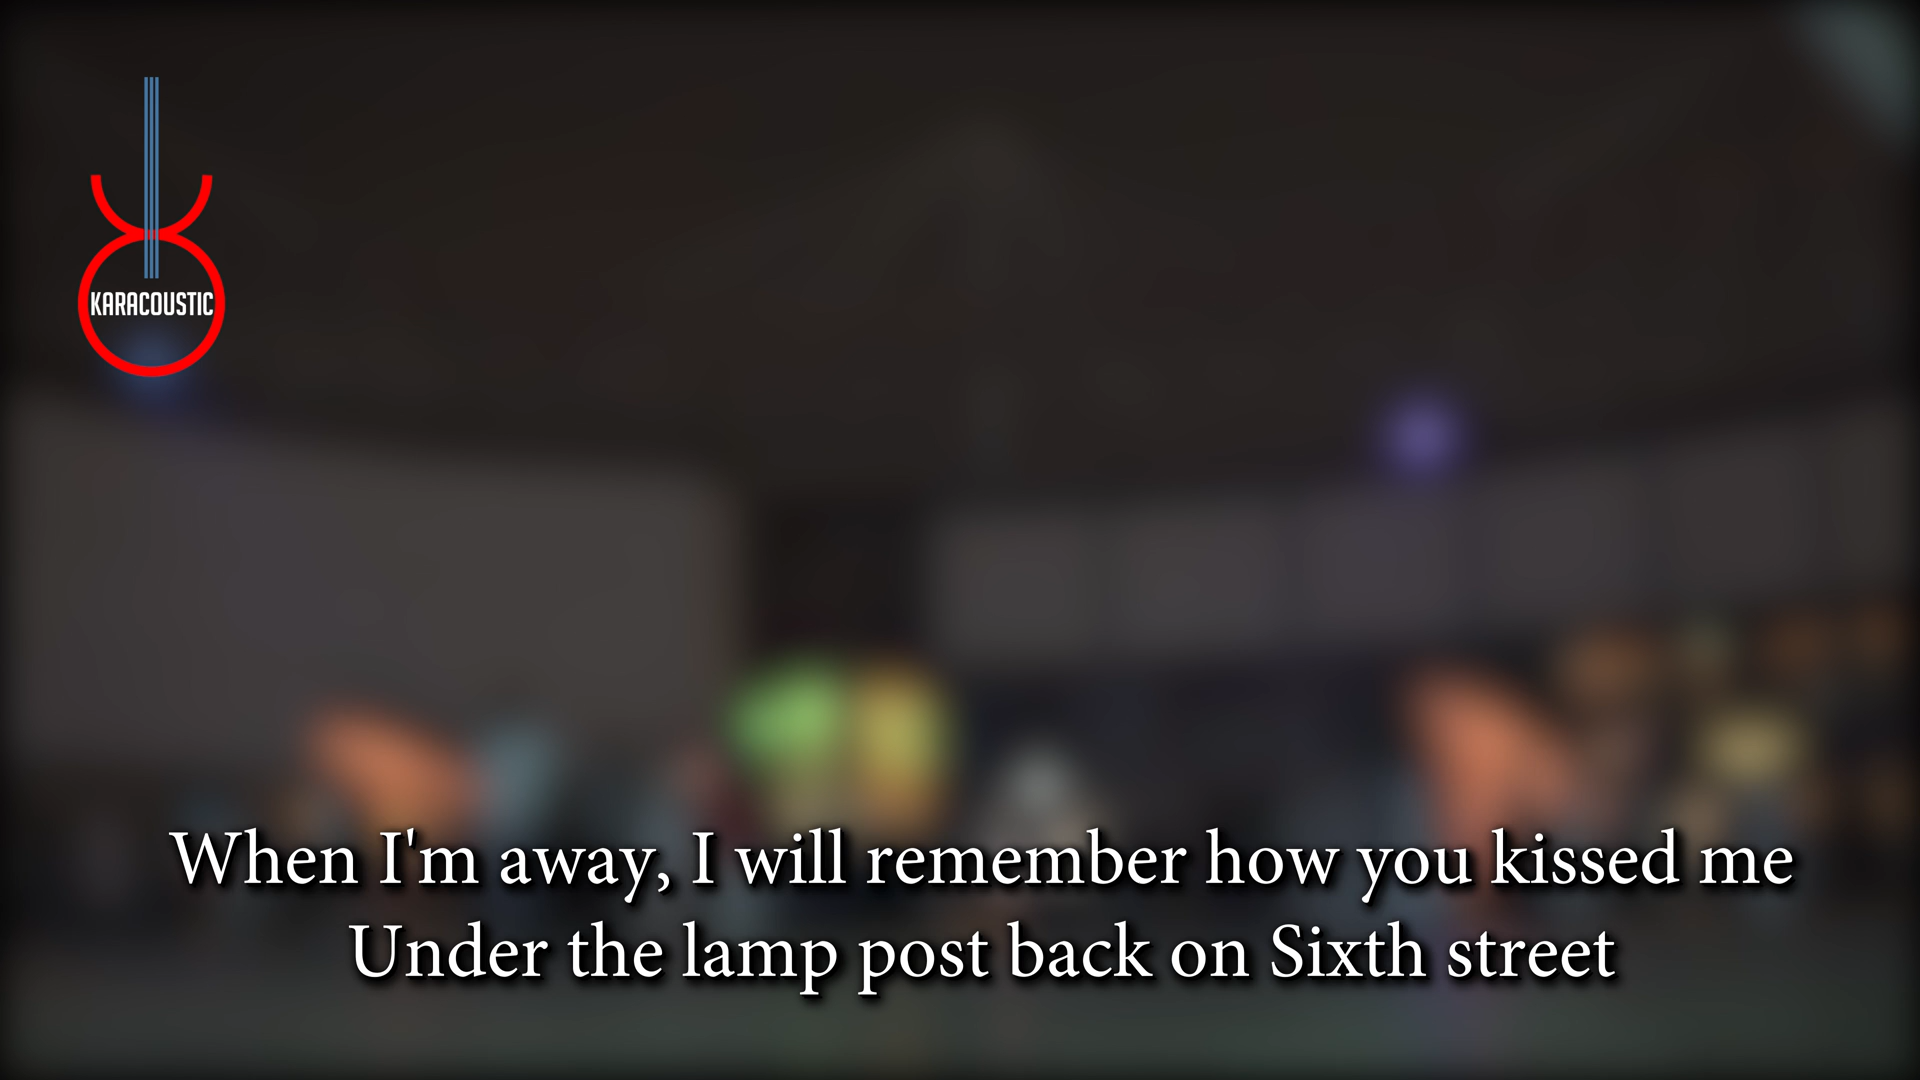 KARACOUSTIC
When I'm away, I will remember how you kissed me
Under the lamp post back on Sixth street